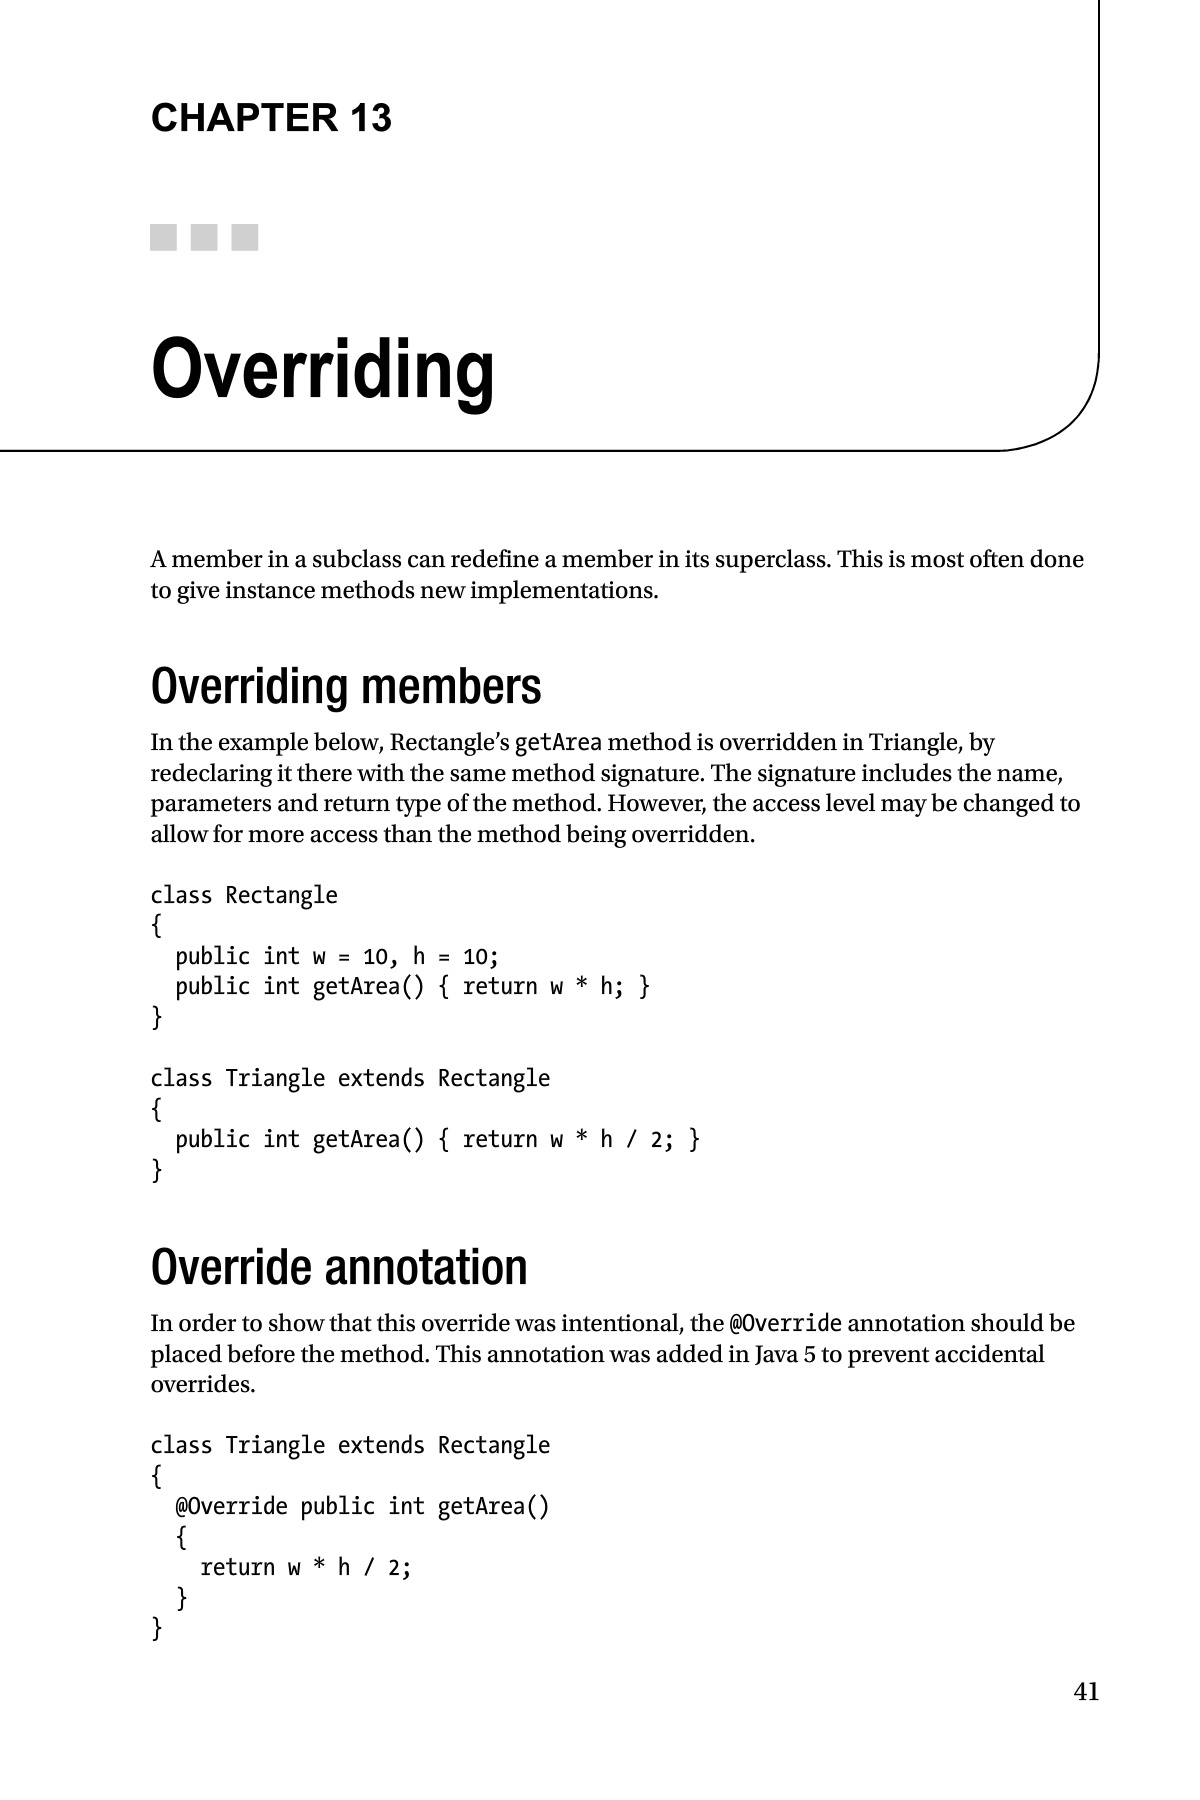 CHAPTER 13
Overriding
A member in a subclass can redefine a member in its superclass. This is most often done
to give instance methods new implementations.
Overriding members
In the example below, Rectangle’s getArea method is overridden in Triangle, by
redeclaring it there with the same method signature. The signature includes the name,
parameters and return type of the method. However, the access level may be changed to
allow for more access than the method being overridden.
class Rectangle
{
  public int w = 10, h = 10;
  public int getArea() { return w * h; }
}
class Triangle extends Rectangle
{
  public int getArea() { return w * h / 2; }
}
Override annotation
In order to show that this override was intentional, the @Override annotation should be
placed before the method. This annotation was added in Java 5 to prevent accidental
overrides.
class Triangle extends Rectangle
{
  @Override public int getArea()
  {
    return w * h / 2;
  }
}
41